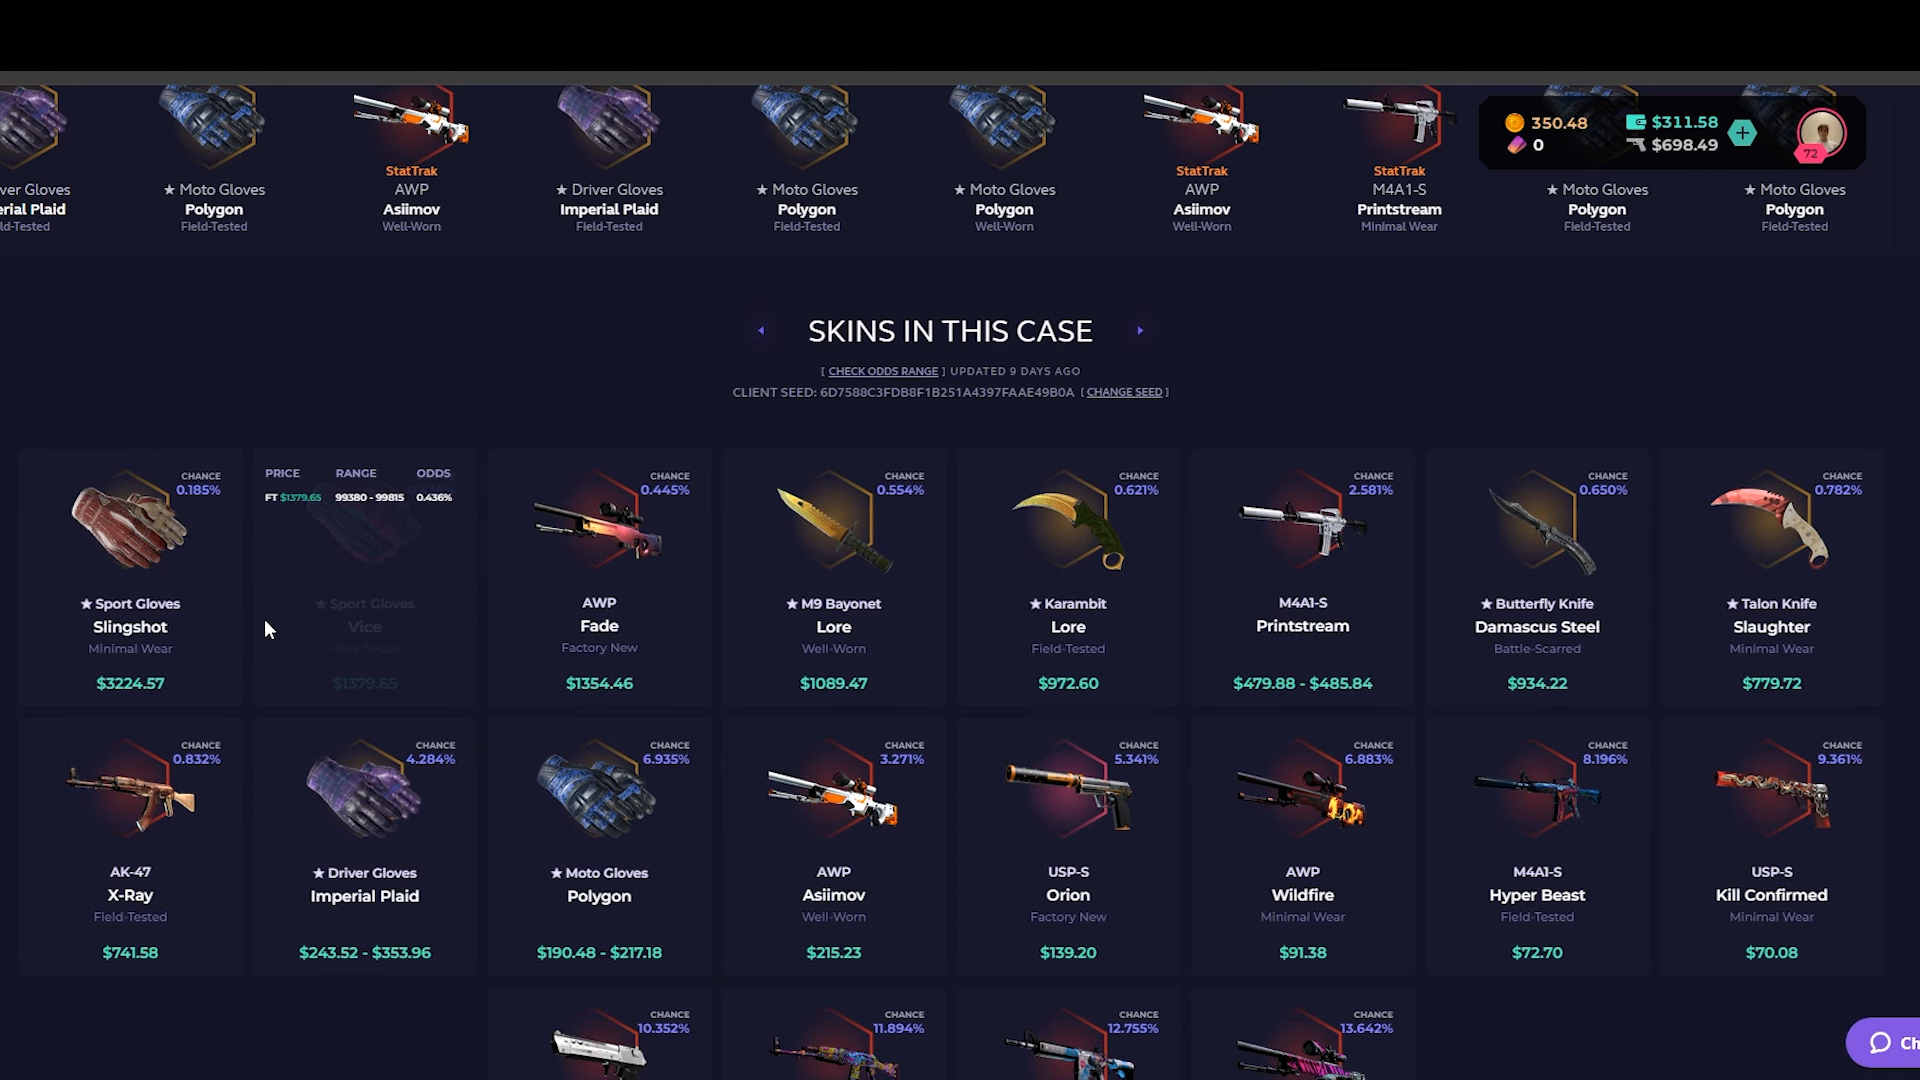 350.48
$311.58
0
$698.49
72
StatTrak
StatTrak
StatTrak
ver Gloves
★ Moto Gloves
AWP
★ Driver Gloves
★ Moto Gloves
★ Moto Gloves
AWP
M4A1-S
★ Moto Gloves
★ Moto Gloves
erial Plaid
Polygon
Asiimov
Imperial Plaid
Polygon
Polygon
Asiimov
Printstream
Polygon
Polygon
ld-Tested
Field-Tested
Well-Worn
Field-Tested
Field-Tested
Well-Worn
Well-Worn
Minimal Wear
Field-Tested
Field-Tested
SKINS IN THIS CASE
[ CHECK ODDS RANGE ] UPDATED 9 DAYS AGO
CLIENT SEED: 6D7588C3FDB8F1B251A4397FAAE49B0A [ CHANGE SEED ]
CHANCE
0.185%
★ Sport Gloves
Slingshot
Minimal Wear
$3224.57
PRICE RANGE ODDS
FT $1379.65 99380 - 99815 0.436%
★ Sport Gloves
Vice
Field-Tested
$1379.65
CHANCE
0.445%
AWP
Fade
Factory New
$1354.46
CHANCE
0.554%
★ M9 Bayonet
Lore
Well-Worn
$1089.47
CHANCE
0.621%
★ Karambit
Lore
Field-Tested
$972.60
CHANCE
2.581%
M4A1-S
Printstream
$479.88 - $485.84
CHANCE
0.650%
★ Butterfly Knife
Damascus Steel
Battle-Scarred
$934.22
CHANCE
0.782%
★ Talon Knife
Slaughter
Minimal Wear
$779.72
CHANCE
0.832%
AK-47
X-Ray
Field-Tested
$741.58
CHANCE
4.284%
★ Driver Gloves
Imperial Plaid
$243.52 - $353.96
CHANCE
6.935%
★ Moto Gloves
Polygon
$190.48 - $217.18
CHANCE
3.271%
AWP
Asiimov
Well-Worn
$215.23
CHANCE
5.341%
USP-S
Orion
Factory New
$139.20
CHANCE
6.883%
AWP
Wildfire
Minimal Wear
$91.38
CHANCE
8.196%
M4A1-S
Hyper Beast
Field-Tested
$72.70
CHANCE
9.361%
USP-S
Kill Confirmed
Minimal Wear
$70.08
CHANCE
10.352%
CHANCE
11.894%
CHANCE
12.755%
CHANCE
13.642%
Ch